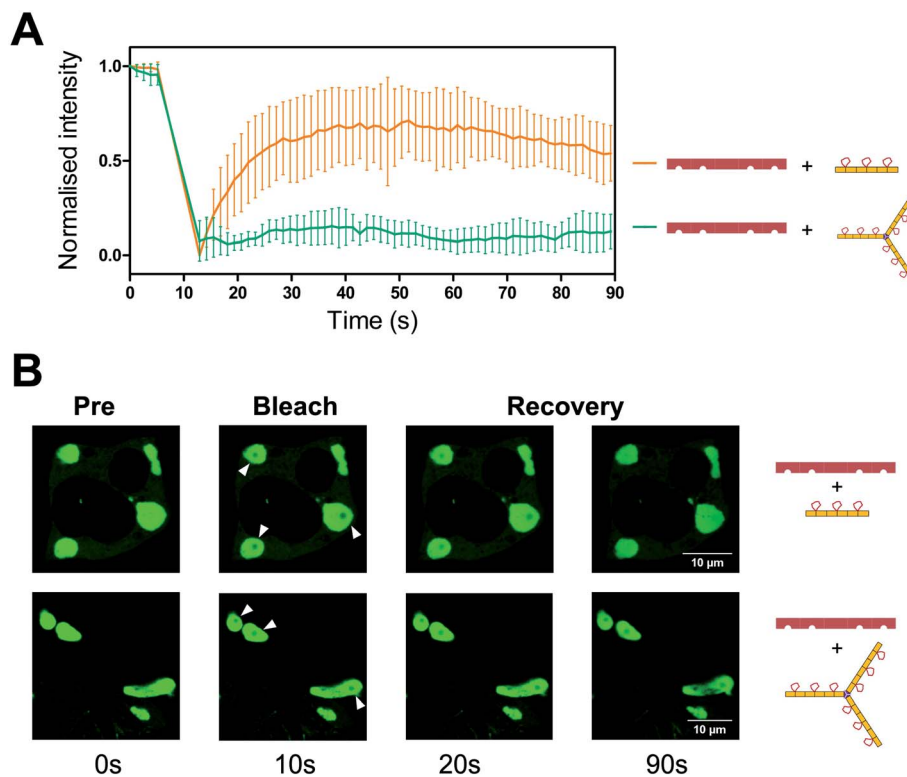 A
Normalised intensity
1.0
0.5
0.0
0 10 20 30 40 50 60 70 80 90
Time (s)
+
+
B
Pre Bleach Recovery
10 μm
+
10 μm
+
0s 10s 20s 90s